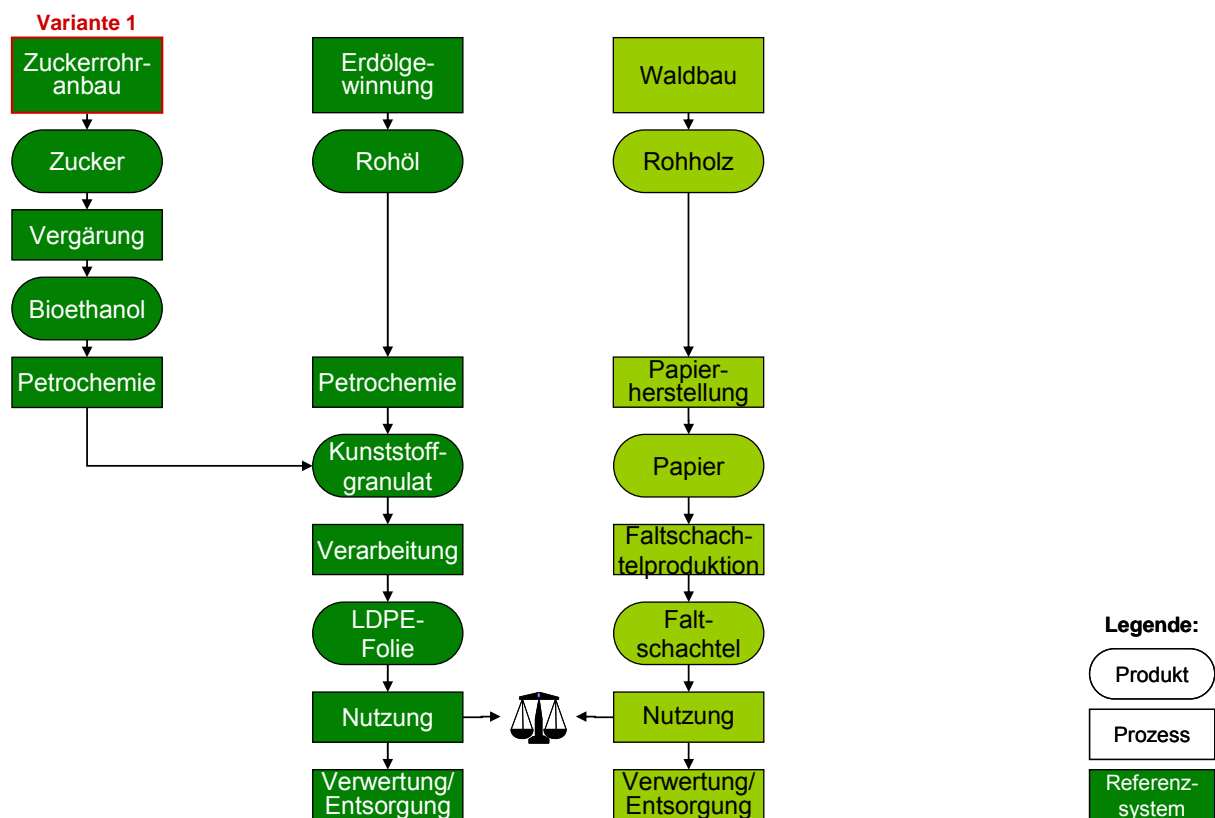 Variante 1
Zuckerrohr-
anbau
Zucker
Vergärung
Bioethanol
Petrochemie
Erdölge-
winnung
Rohöl
Petrochemie
Kunststoff-
granulat
Verarbeitung
LDPE-
Folie
Nutzung
Verwertung/
Entsorgung
Waldbau
Rohholz
Papier-
herstellung
Papier
Faltschach-
telproduktion
Falt-
schachtel
Nutzung
Verwertung/
Entsorgung
Legende:
Produkt
Prozess
Referenz-
system